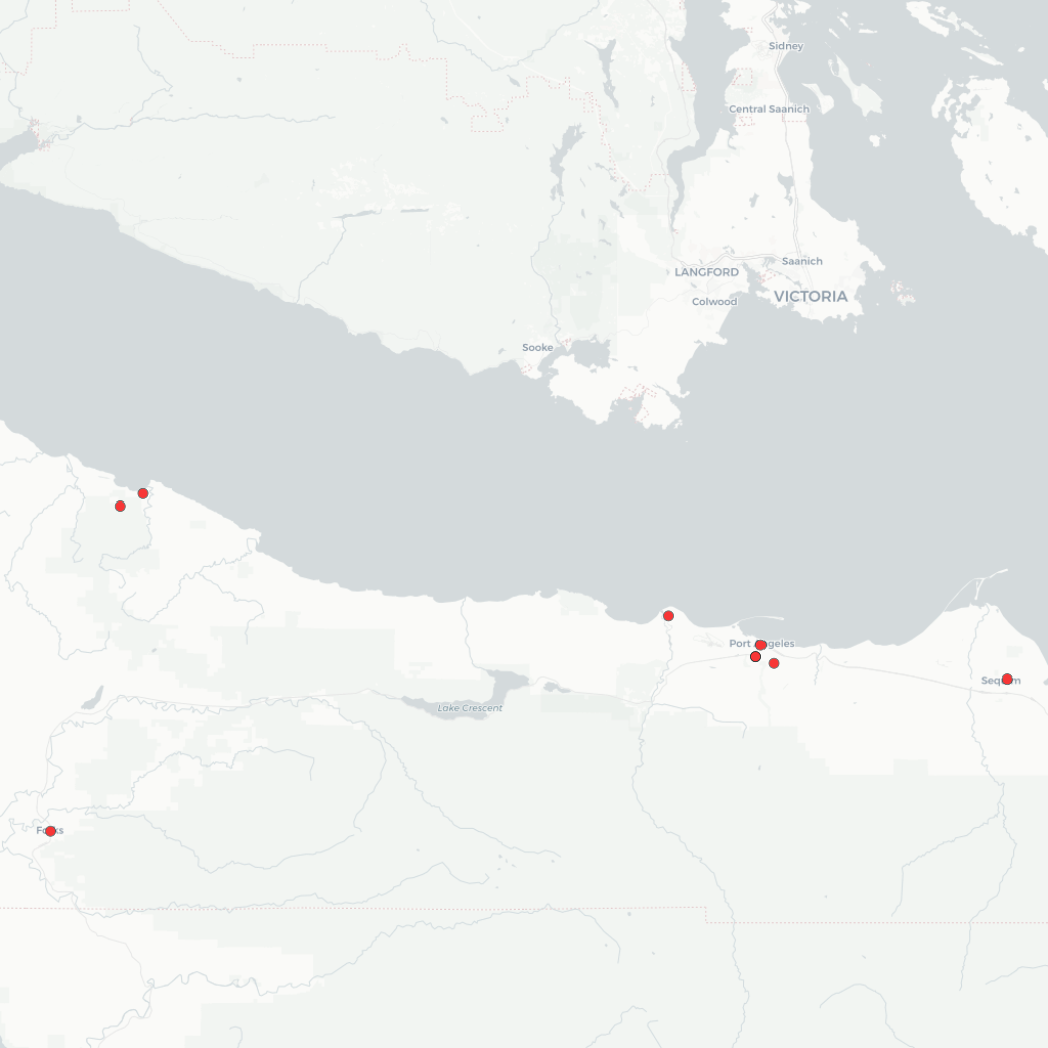 Sidney
Central Saanich
Saanich
LANGFORD
VICTORIA
Colwood
Sooke
Port Angeles
Sequim
Lake Crescent
Forks